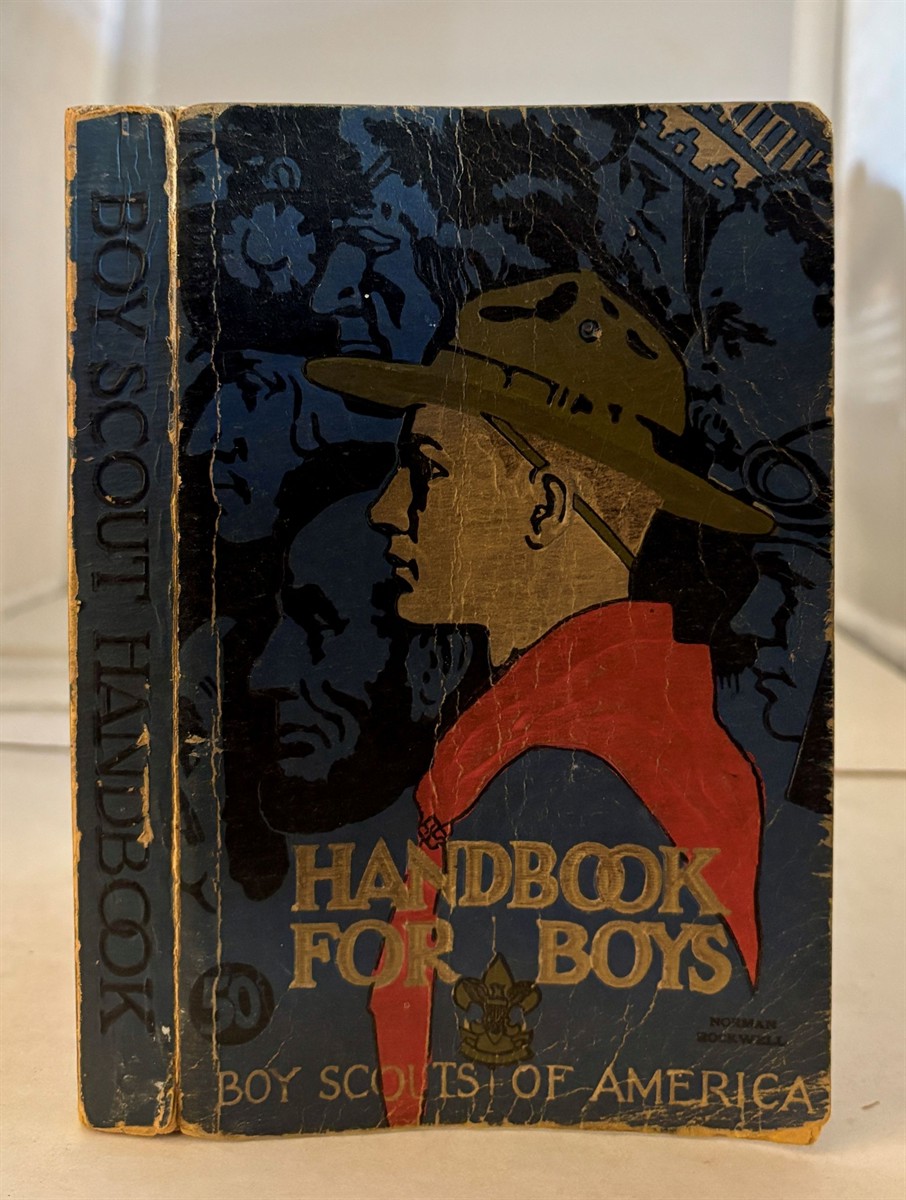 BOY SCOUT HANDBOOK
HANDBOOK
FOR BOYS
50
NORMAN
ROCKWELL
BOY SCOUTS OF AMERICA